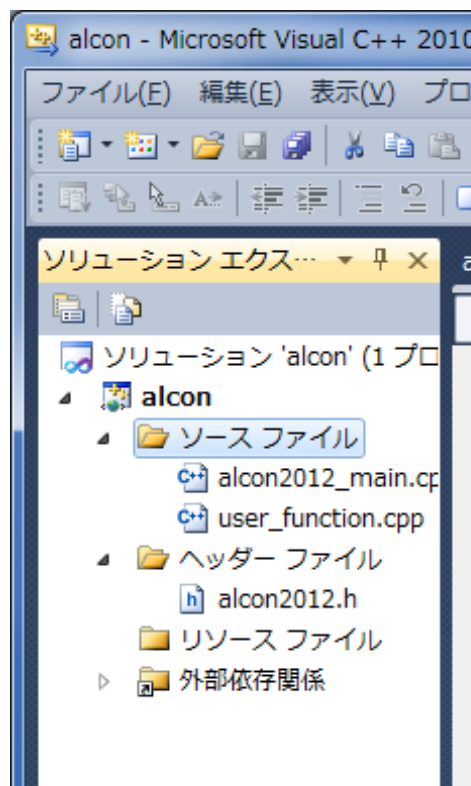 alcon - Microsoft Visual C++ 2010
ファイル(F) 編集(E) 表示(V) プロ
ソリューション エクス…
ソリューション 'alcon' (1 プロ
alcon
ソース ファイル
alcon2012_main.cp
user_function.cpp
ヘッダー ファイル
alcon2012.h
リソース ファイル
外部依存関係